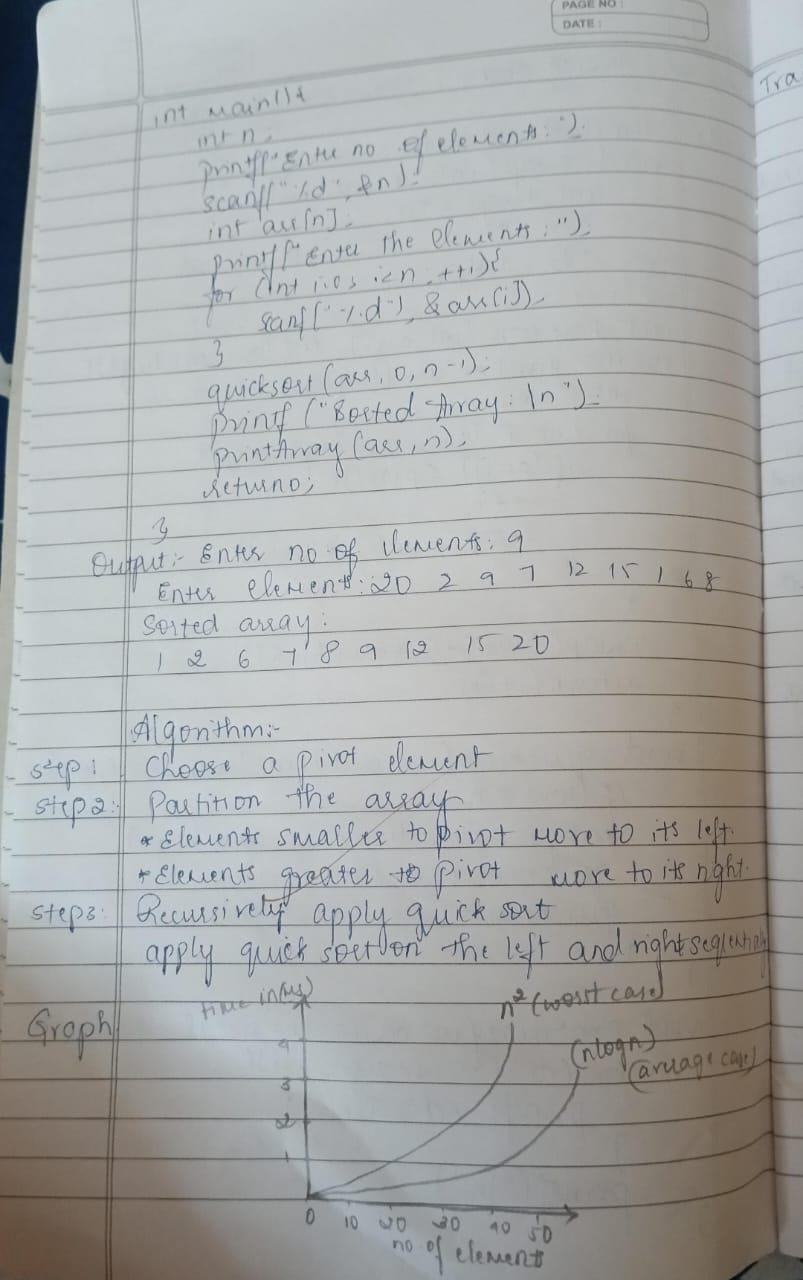 PAGE NO :
DATE :
Tra
int main(){
int n;
printf("Enter no of elements: ");
scanf("%d", &n);
int arr[n];
printf("Enter the elements: ");
for (int i=0; i<n; ++i){
scanf("%d"), &arr[i]);
}
quicksort (arr, 0, n-1);
printf ("Sorted Array: \n");
printArray (arr, n);
return 0;
}
Output:- Enter no of elements: 9
Enter elements: 20 2 9 7 12 15 1 6 8
Sorted array:
1 2 6 7 8 9 12 15 20
Algorithm:-
step 1 Choose a pivot element
step 2:- Partition the array
* Elements smaller to pivot move to its left.
* Elements greater to pivot move to its right.
step 3: Recursively apply quick sort
apply quick sort on the left and right
Graph
time in (ms)
n² (worst case)
(nlogn)
(average case)
4
3
2
1
0 10 20 30 40 50
no of elements